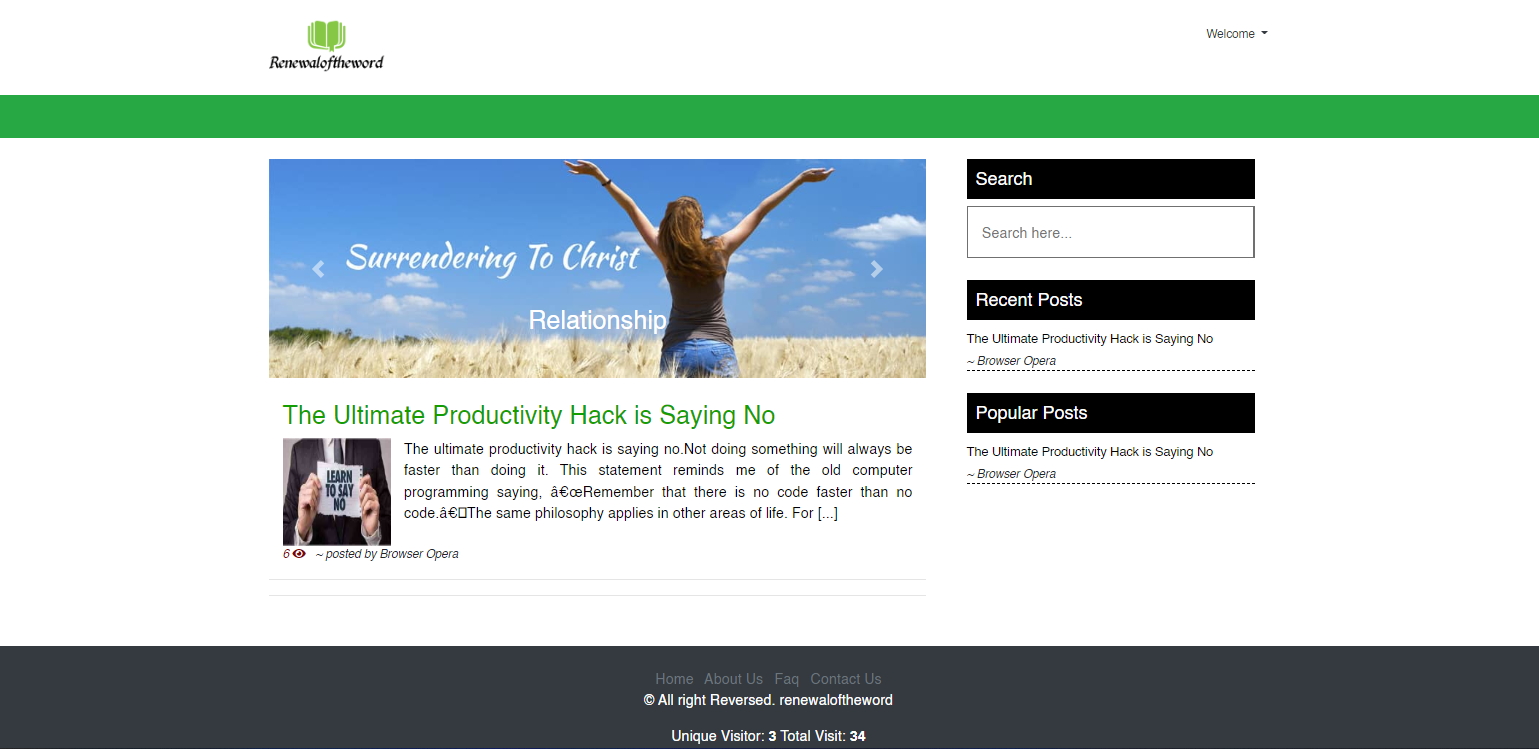 Renewaloftheword
Welcome
Surrendering To Christ
Relationship
The Ultimate Productivity Hack is Saying No
LEARN
TO SAY
NO
The ultimate productivity hack is saying no.Not doing something will always be
faster than doing it. This statement reminds me of the old computer
programming saying, â€œRemember that there is no code faster than no
code.â€□The same philosophy applies in other areas of life. For [...]
6 ~ posted by Browser Opera
Search
Search here...
Recent Posts
The Ultimate Productivity Hack is Saying No
~ Browser Opera
Popular Posts
The Ultimate Productivity Hack is Saying No
~ Browser Opera
Home About Us Faq Contact Us
© All right Reversed. renewaloftheword
Unique Visitor: 3 Total Visit: 34